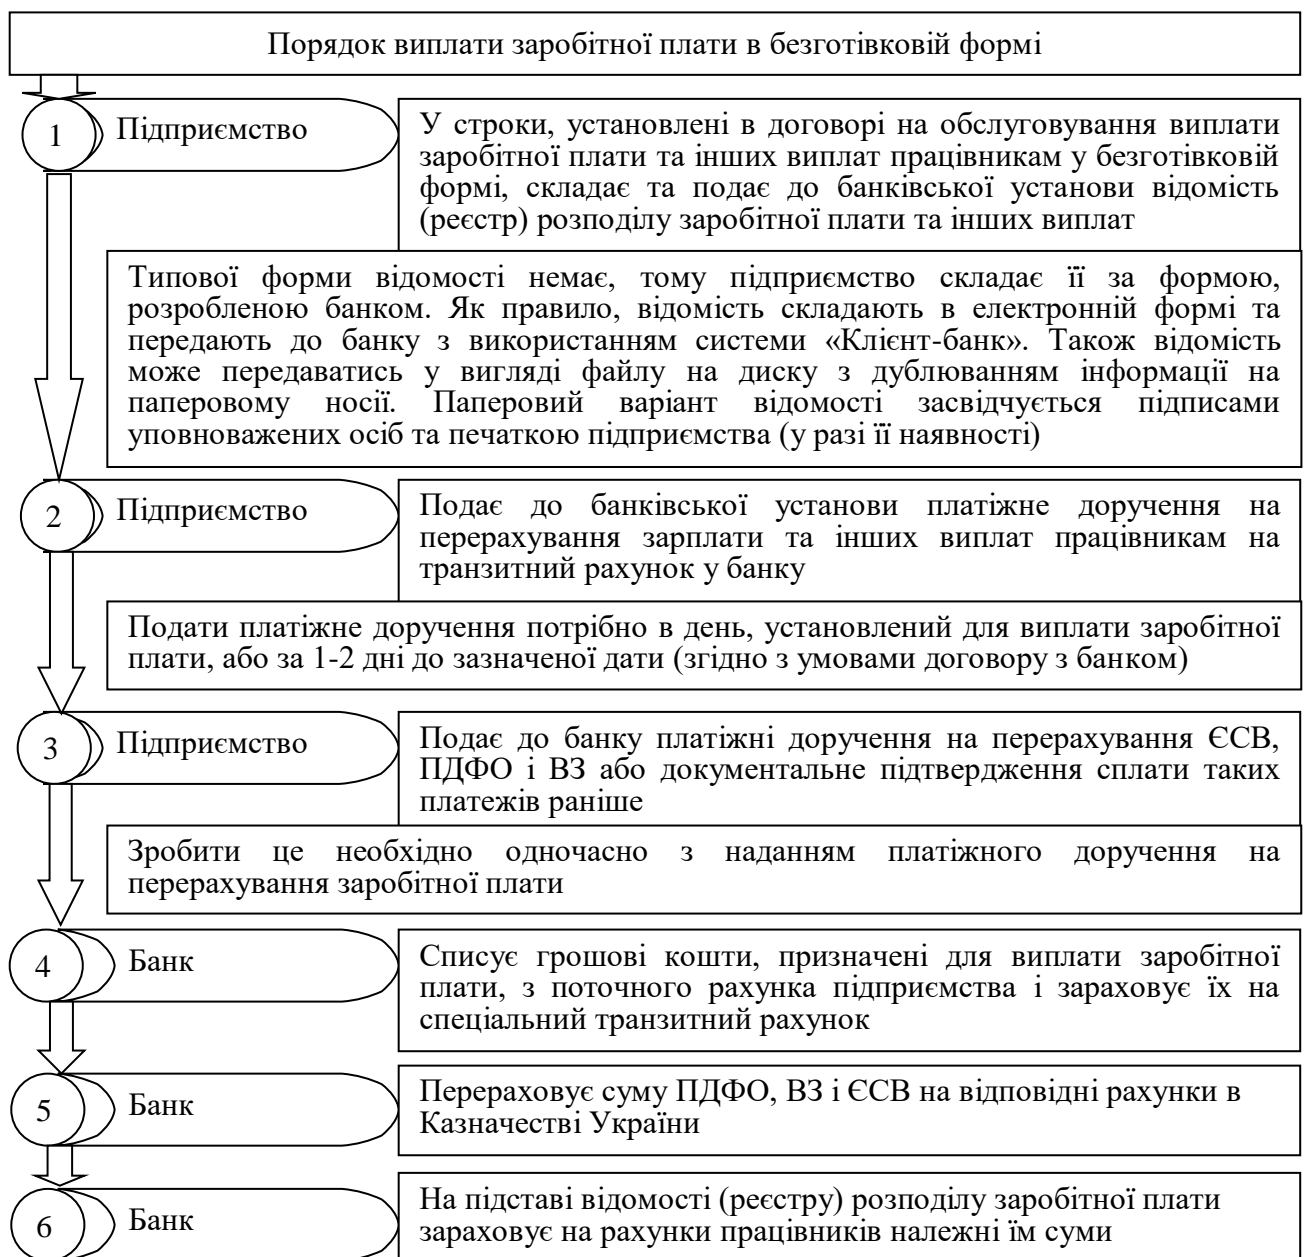 Порядок виплати заробітної плати в безготівковій формі
1
Підприємство
У строки, установлені в договорі на обслуговування виплати
заробітної плати та інших виплат працівникам у безготівковій
формі, складає та подає до банківської установи відомість
(реєстр) розподілу заробітної плати та інших виплат
Типової форми відомості немає, тому підприємство складає її за формою,
розробленою банком. Як правило, відомість складають в електронній формі та
передають до банку з використанням системи «Клієнт-банк». Також відомість
може передаватись у вигляді файлу на диску з дублюванням інформації на
паперовому носії. Паперовий варіант відомості засвідчується підписами
уповноважених осіб та печаткою підприємства (у разі її наявності)
2
Підприємство
Подає до банківської установи платіжне доручення на
перерахування зарплати та інших виплат працівникам на
транзитний рахунок у банку
Подати платіжне доручення потрібно в день, установлений для виплати заробітної
плати, або за 1-2 дні до зазначеної дати (згідно з умовами договору з банком)
3
Підприємство
Подає до банку платіжні доручення на перерахування ЄСВ,
ПДФО і ВЗ або документальне підтвердження сплати таких
платежів раніше
Зробити це необхідно одночасно з наданням платіжного доручення на
перерахування заробітної плати
4
Банк
Списує грошові кошти, призначені для виплати заробітної
плати, з поточного рахунка підприємства і зараховує їх на
спеціальний транзитний рахунок
5
Банк
Перераховує суму ПДФО, ВЗ і ЄСВ на відповідні рахунки в
Казначестві України
6
Банк
На підставі відомості (реєстру) розподілу заробітної плати
зараховує на рахунки працівників належні їм суми